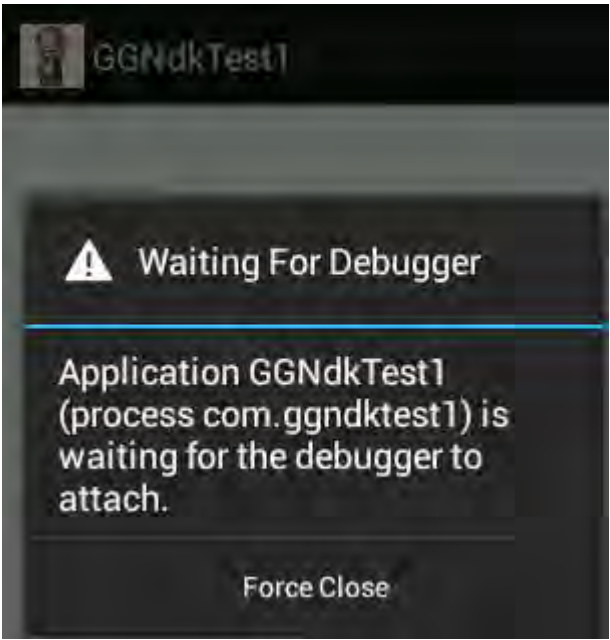 GGNdkTest1
Waiting For Debugger
Application GGNdkTest1
(process com.ggndktest1) is
waiting for the debugger to
attach.
Force Close